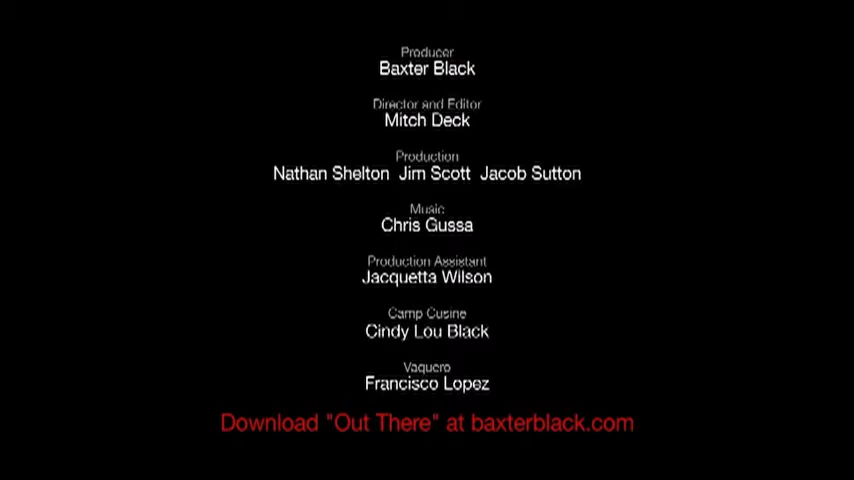 Producer
Baxter Black
Director and Editor
Mitch Deck
Production
Nathan Shelton Jim Scott Jacob Sutton
Music
Chris Gussa
Production Assistant
Jacquetta Wilson
Camp Cusine
Cindy Lou Black
Vaquero
Francisco Lopez
Download "Out There" at baxterblack.com